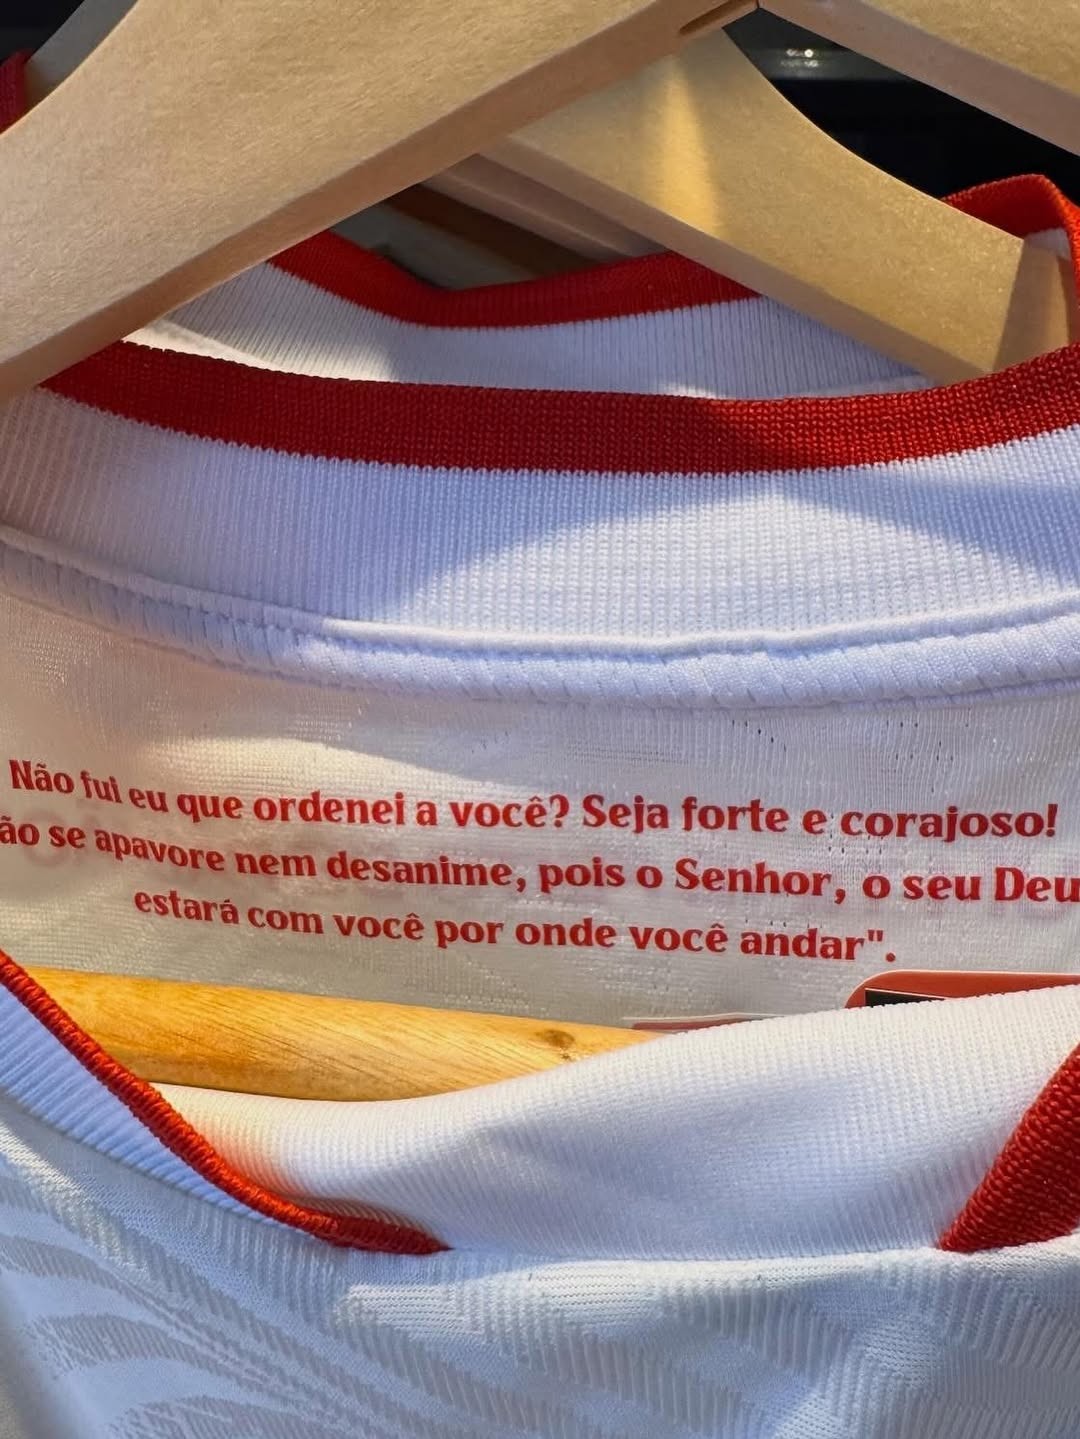 Não fui eu que ordenei a você? Seja forte e corajoso!
ão se apavore nem desanime, pois o Senhor, o seu Deu
estará com você por onde você andar".